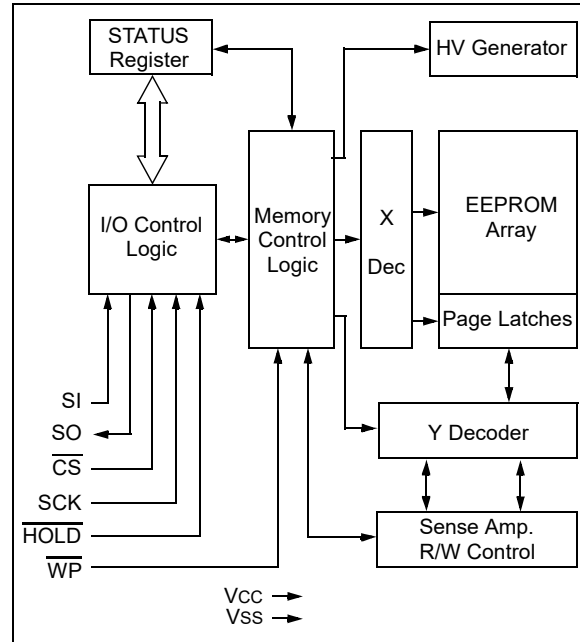 STATUS
Register
HV Generator
I/O Control
Logic
Memory
Control
Logic
X
Dec
EEPROM
Array
Page Latches
SI
SO
CS
SCK
HOLD
WP
Y Decoder
Sense Amp.
R/W Control
VCC
VSS